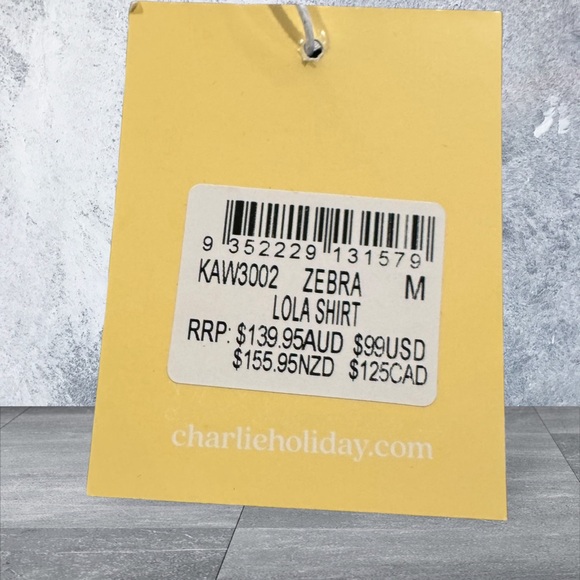 9 352229 131579
KAW3002 ZEBRA M
LOLA SHIRT
RRP: $139.95AUD $99USD
$155.95NZD $125CAD
charlieholiday.com